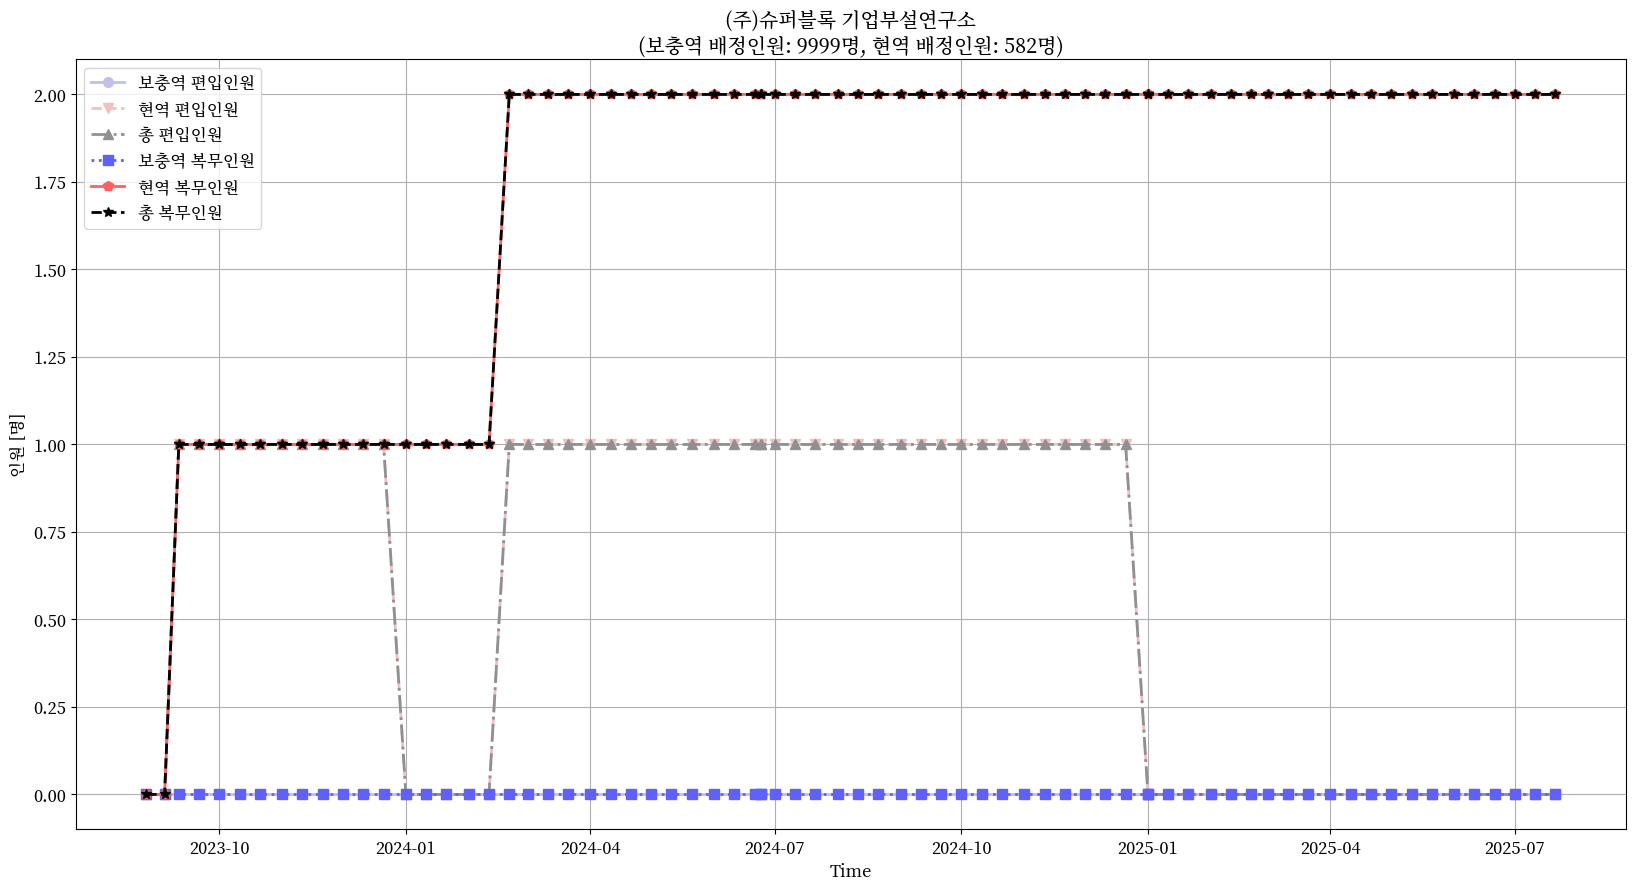 (주)슈퍼블록 기업부설연구소
(보충역 배정인원: 9999명, 현역 배정인원: 582명)
보충역 편입인원
현역 편입인원
총 편입인원
보충역 복무인원
현역 복무인원
총 복무인원
인원 [명]
2.00
1.75
1.50
1.25
1.00
0.75
0.50
0.25
0.00
2023-10
2024-01
2024-04
2024-07
2024-10
2025-01
2025-04
2025-07
Time